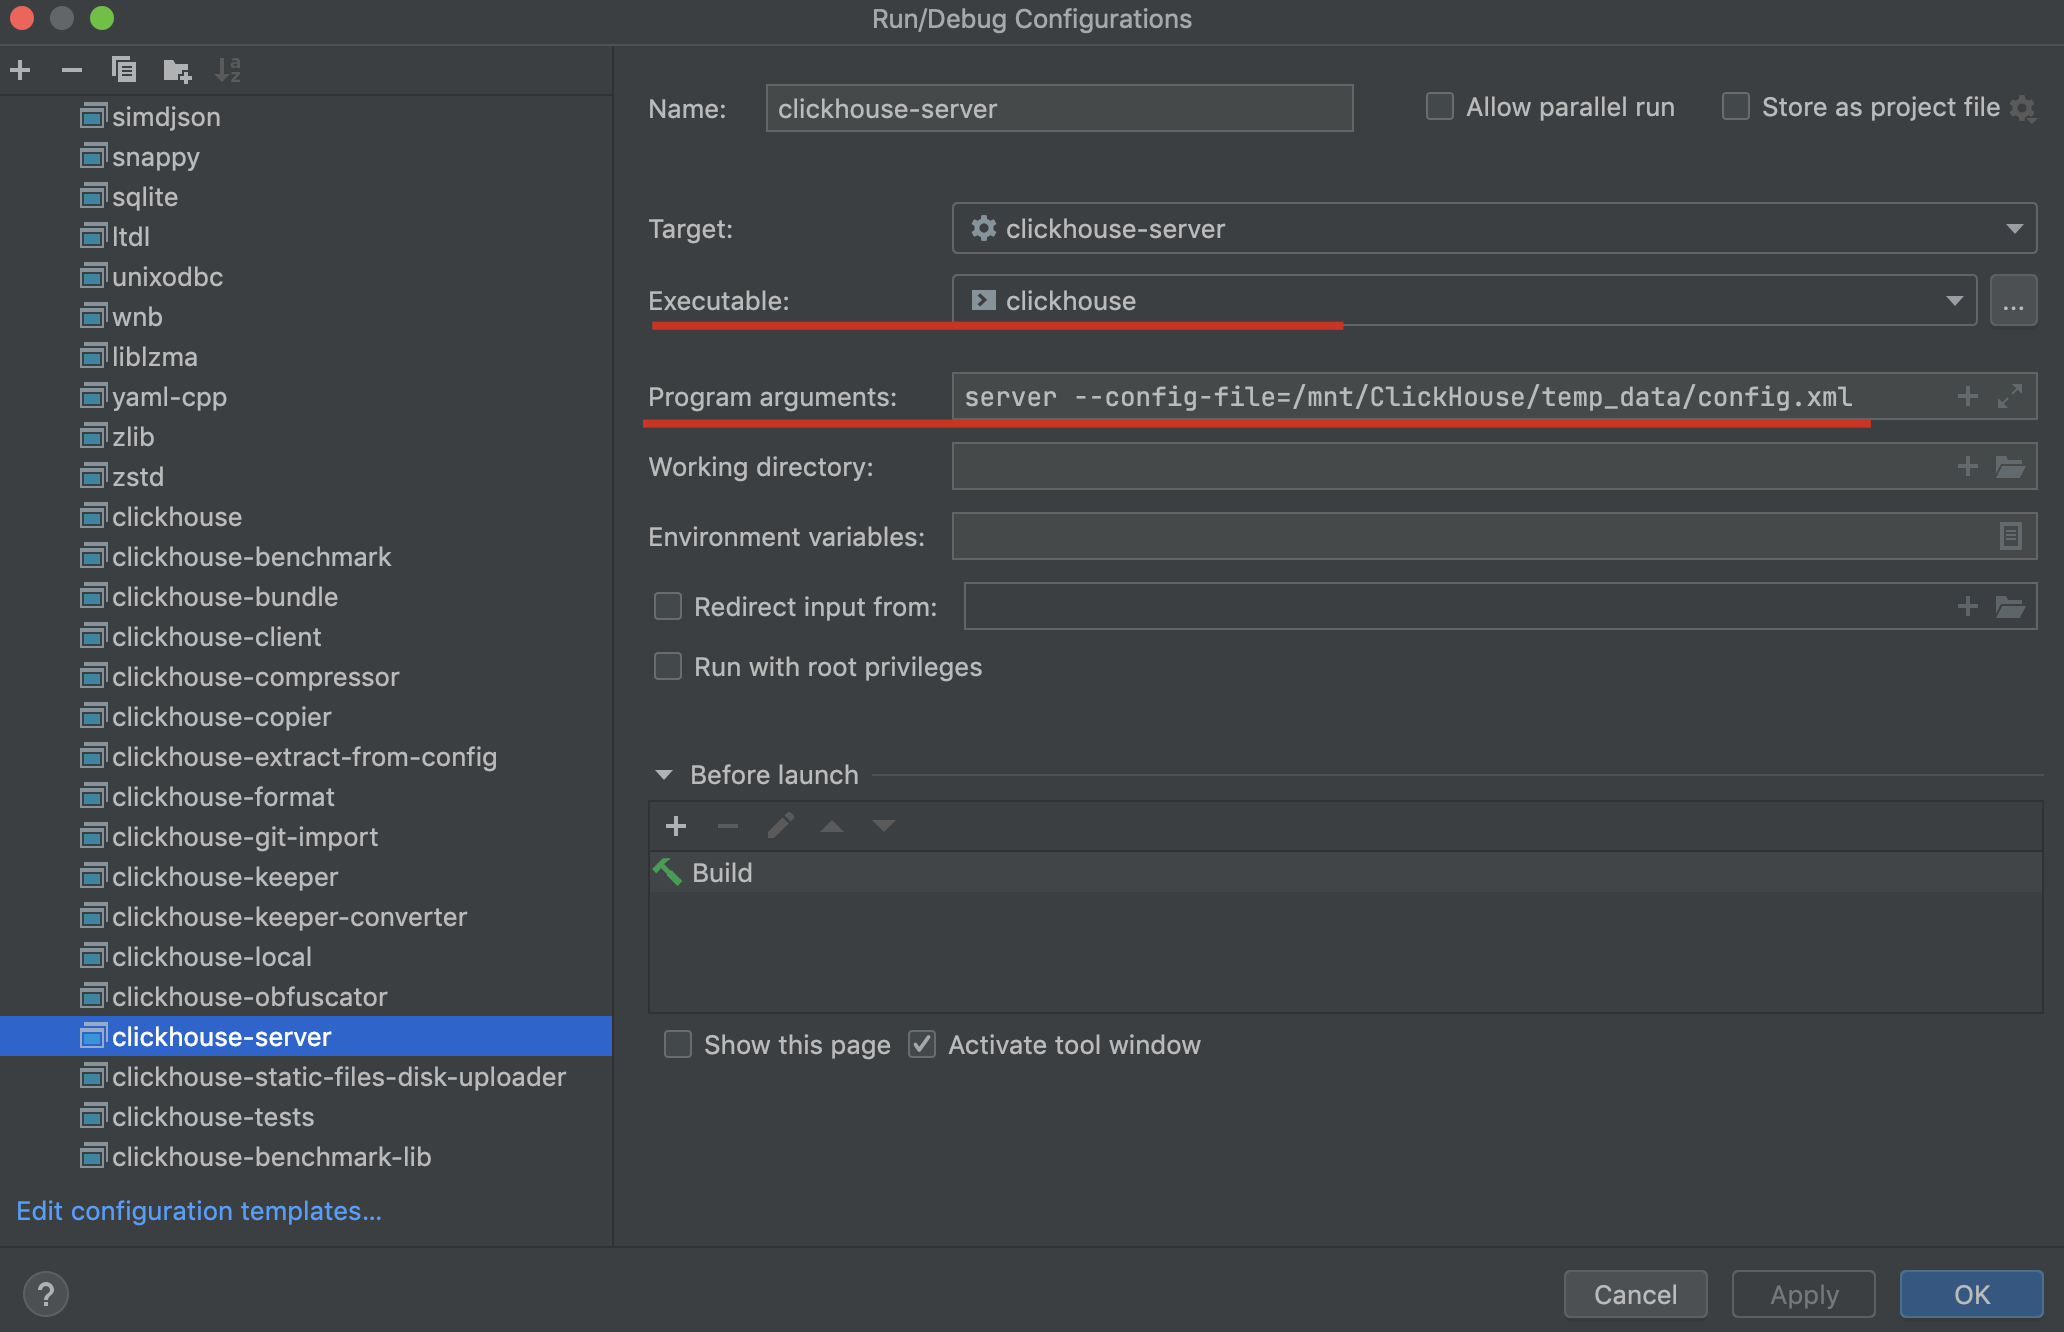 Run/Debug Configurations
simdjson
snappy
sqlite
ltdl
unixodbc
wnb
liblzma
yaml-cpp
zlib
zstd
clickhouse
clickhouse-benchmark
clickhouse-bundle
clickhouse-client
clickhouse-compressor
clickhouse-copier
clickhouse-extract-from-config
clickhouse-format
clickhouse-git-import
clickhouse-keeper
clickhouse-keeper-converter
clickhouse-local
clickhouse-obfuscator
clickhouse-server
clickhouse-static-files-disk-uploader
clickhouse-tests
clickhouse-benchmark-lib
Edit configuration templates...
Name: clickhouse-server Allow parallel run Store as project file
Target: clickhouse-server
Executable: clickhouse ...
Program arguments: server --config-file=/mnt/ClickHouse/temp_data/config.xml
Working directory:
Environment variables:
Redirect input from:
Run with root privileges
Before launch
Build
Show this page Activate tool window
? Cancel Apply OK